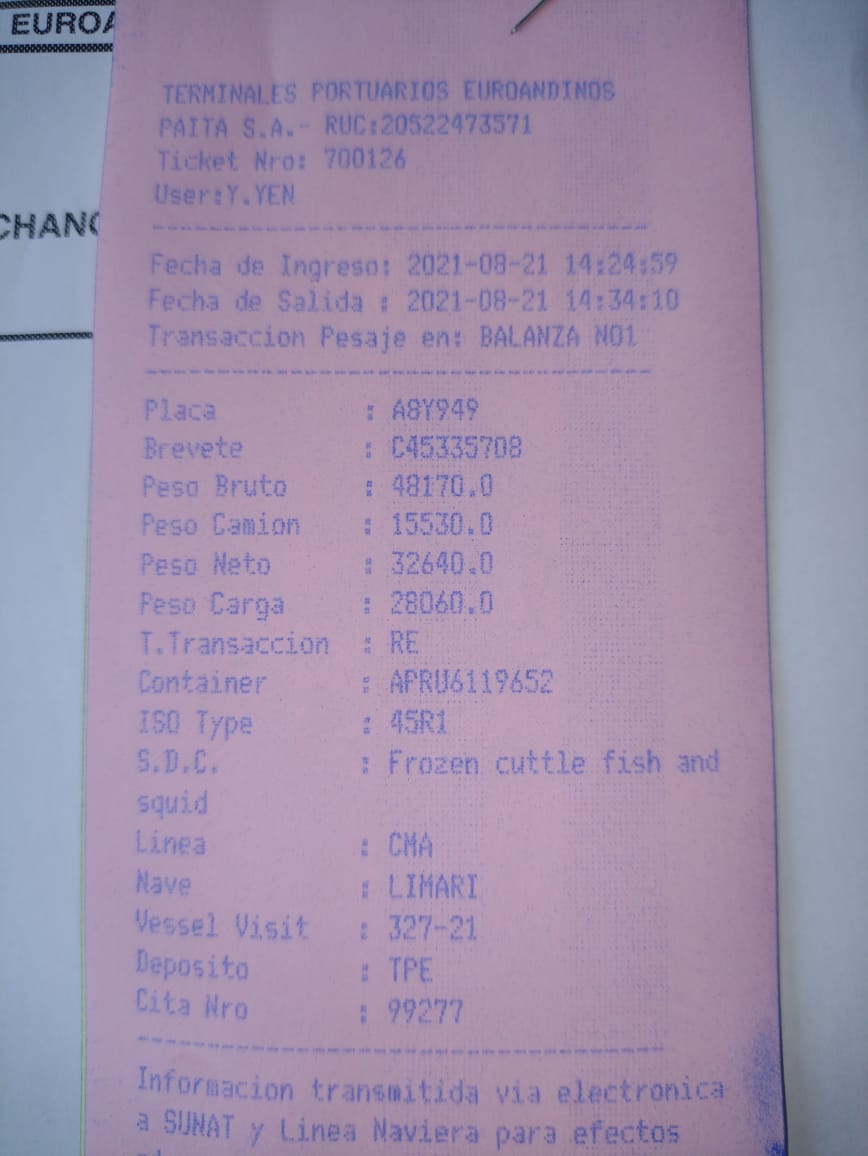 EUROA
CHANG
TERMINALES PORTUARIOS EUROANDINOS
PAITA S.A.- RUC:20522473571
Ticket Nro: 700126
User:Y.YEN
Fecha de Ingreso: 2021-08-21 14:24:59
Fecha de Salida : 2021-08-21 14:34:10
Transaccion Pesaje en: BALANZA NO1
Placa : A8Y949
Brevete : C45335708
Peso Bruto : 48170.0
Peso Camion : 15530.0
Peso Neto : 32640.0
Peso Carga : 28060.0
T.Transaccion : RE
Container : APRU6119652
ISO Type : 45R1
S.D.C. : Frozen cuttle fish and
squid
Linea : CMA
Nave : LIMARI
Vessel Visit : 327-21
Deposito : TPE
Cita Nro : 99277
Informacion transmitida via electronica
a SUNAT y Linea Naviera para efectos